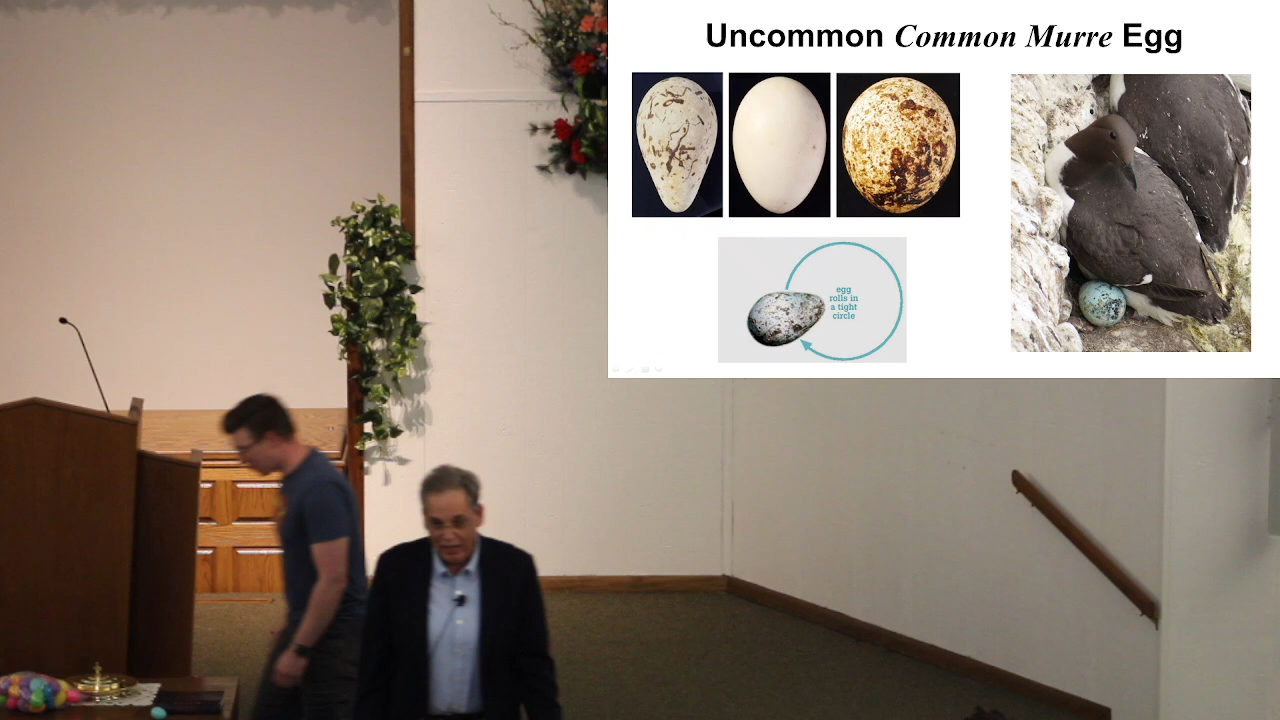 Uncommon Common Murre Egg
egg
rolls in
a tight
circle